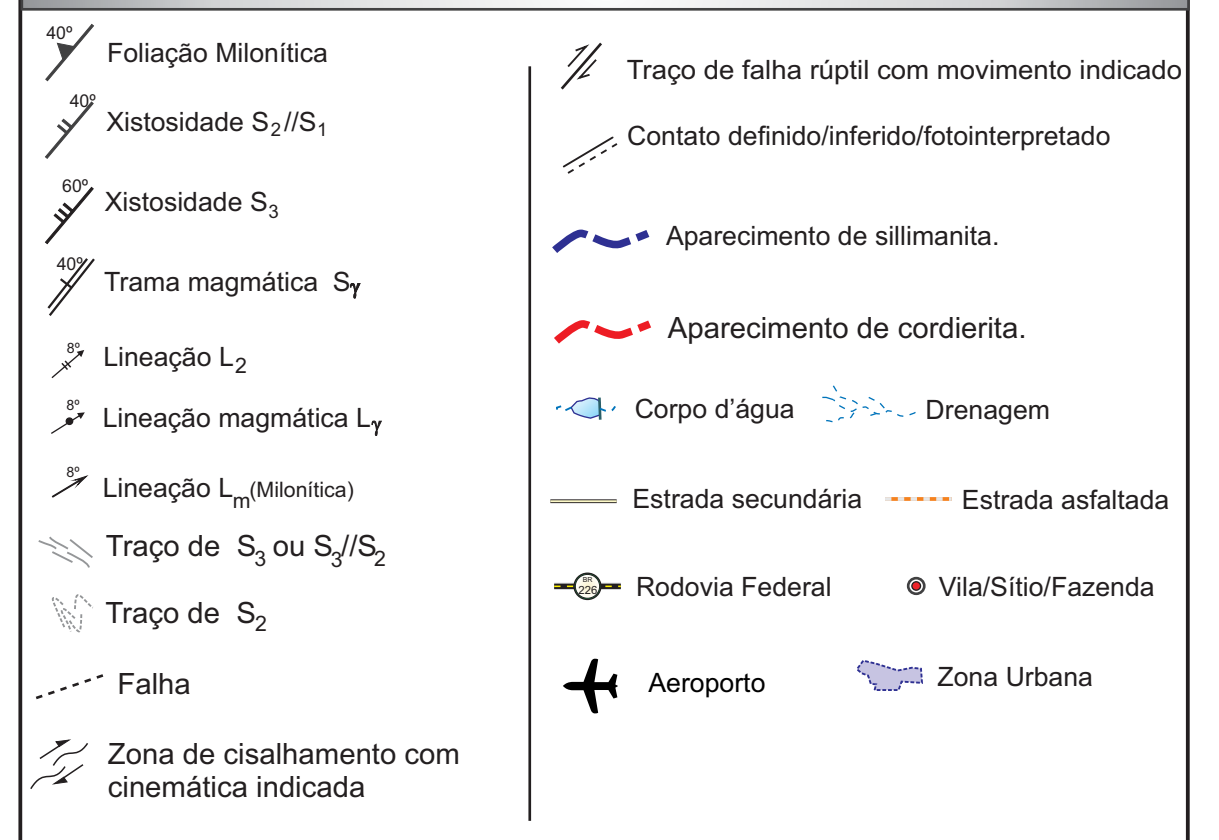 40º
Foliação Milonítica
40º
Xistosidade S2//S1
60º
Xistosidade S3
40º
Trama magmática Sγ
8º
Lineação L2
8º
Lineação magmática Lγ
8º
Lineação Lm(Milonítica)
Traço de S3 ou S3//S2
Traço de S2
Falha
Zona de cisalhamento com
cinemática indicada
Traço de falha rúptil com movimento indicado
Contato definido/inferido/fotointerpretado
Aparecimento de sillimanita.
Aparecimento de cordierita.
Corpo d'água
Drenagem
Estrada secundária
Estrada asfaltada
BR
226
Rodovia Federal
Vila/Sítio/Fazenda
Aeroporto
Zona Urbana